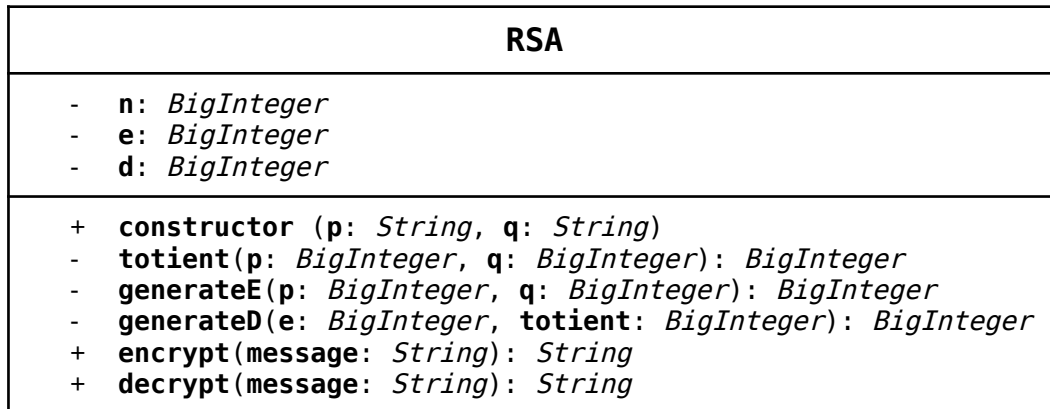 RSA
- n: BigInteger
- e: BigInteger
- d: BigInteger
+ constructor (p: String, q: String)
- totient(p: BigInteger, q: BigInteger): BigInteger
- generateE(p: BigInteger, q: BigInteger): BigInteger
- generateD(e: BigInteger, totient: BigInteger): BigInteger
+ encrypt(message: String): String
+ decrypt(message: String): String